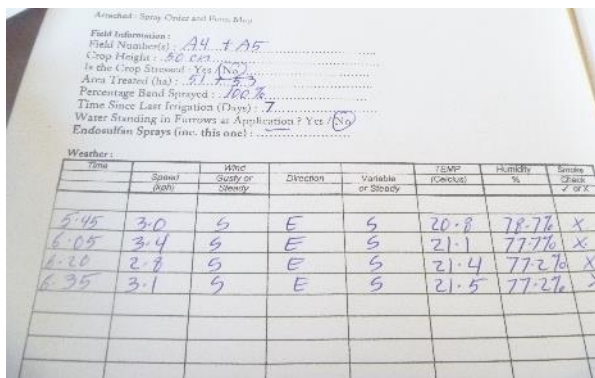 Attached : Spray Order and Farm Map
Field Information :
Field Number(s) : A4 + A5
Crop Height : 50 cm
Is the Crop Stressed : Yes / No
Area Treated (ha) : 51 + 53
Percentage Band Sprayed : 100%
Time Since Last Irrigation (Days) : 7
Water Standing in Furrows at Application ? Yes / No
Endosulfan Sprays (inc. this one) :
Weather :
Time Wind TEMP Humidity Smoke
Speed Gusty or Direction Variable (Celcius) % Check
(kph) Steady or Steady ✓ or X
5.45 3.0 S E S 20.8 78.7% X
6.05 3.4 S E S 21.1 77.7% X
6.20 2.8 S E S 21.4 77.2% X
6.35 3.1 S E S 21.5 77.2%